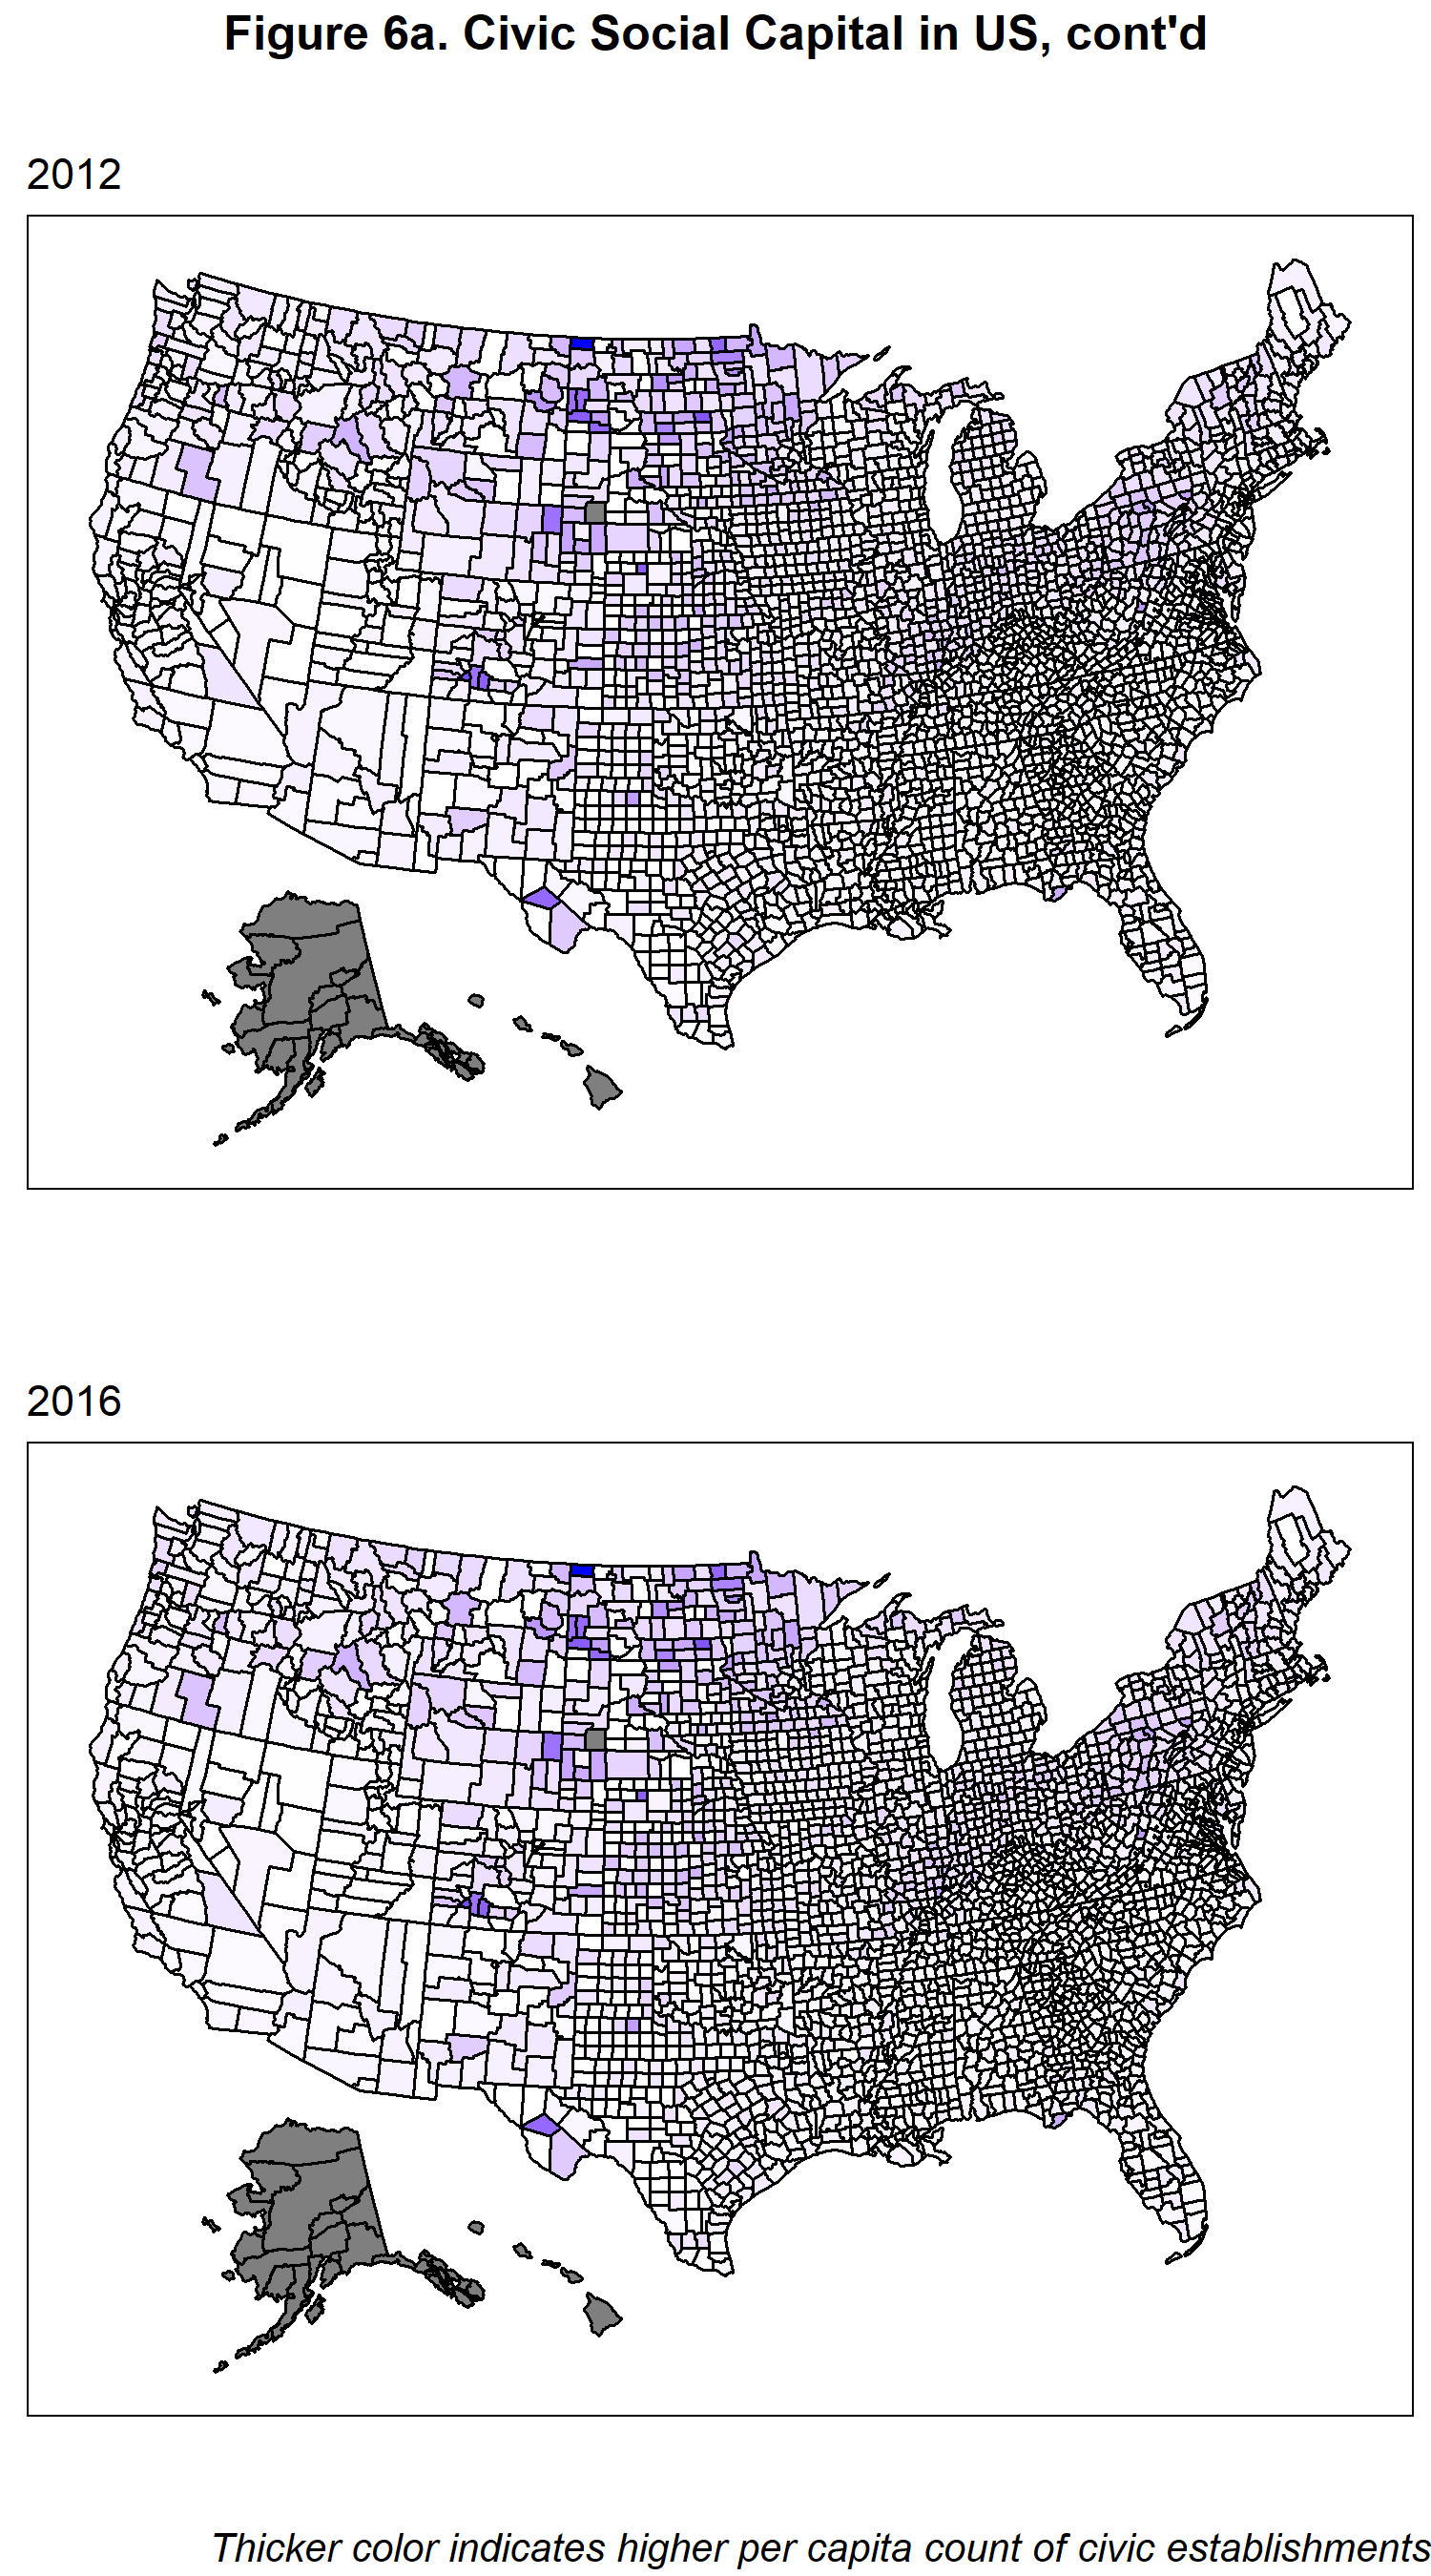 Figure 6a. Civic Social Capital in US, cont'd
2012
2016
Thicker color indicates higher per capita count of civic establishments